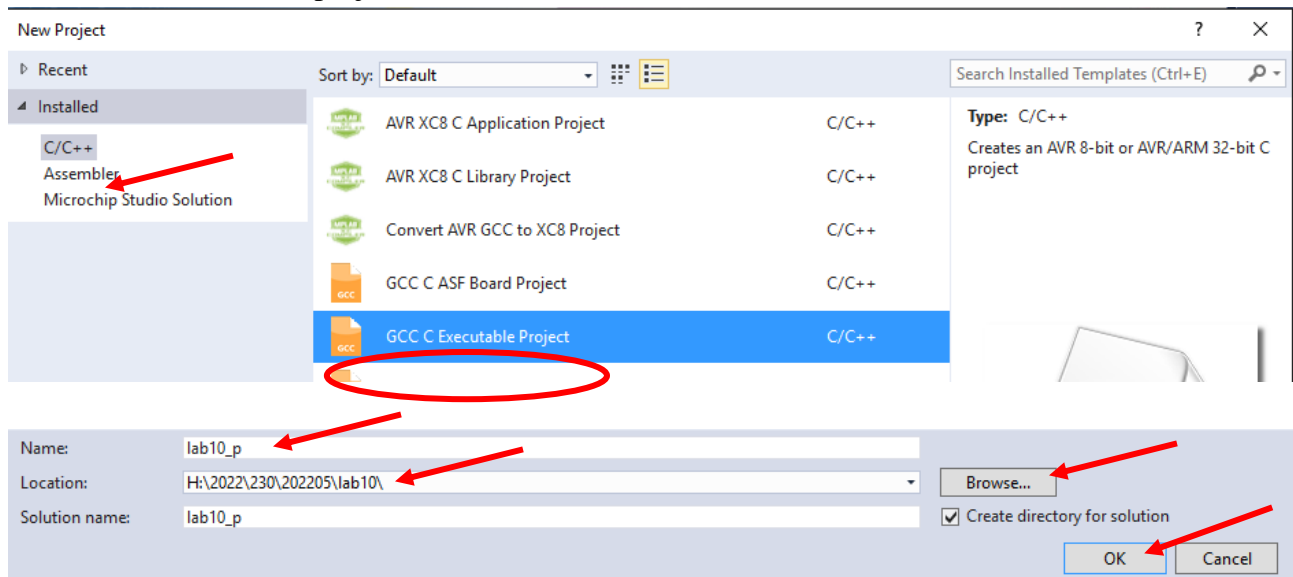 New Project ? ×
Recent
Sort by: Default
Search Installed Templates (Ctrl+E)
Installed
C/C++
Assembler
Microchip Studio Solution
AVR XC8 C Application Project C/C++
AVR XC8 C Library Project C/C++
Convert AVR GCC to XC8 Project C/C++
GCC
GCC C ASF Board Project C/C++
GCC
GCC C Executable Project C/C++
Type: C/C++
Creates an AVR 8-bit or AVR/ARM 32-bit C
project
Name: lab10_p
Location: H:\2022\230\202205\lab10\ Browse...
Solution name: lab10_p Create directory for solution
OK Cancel